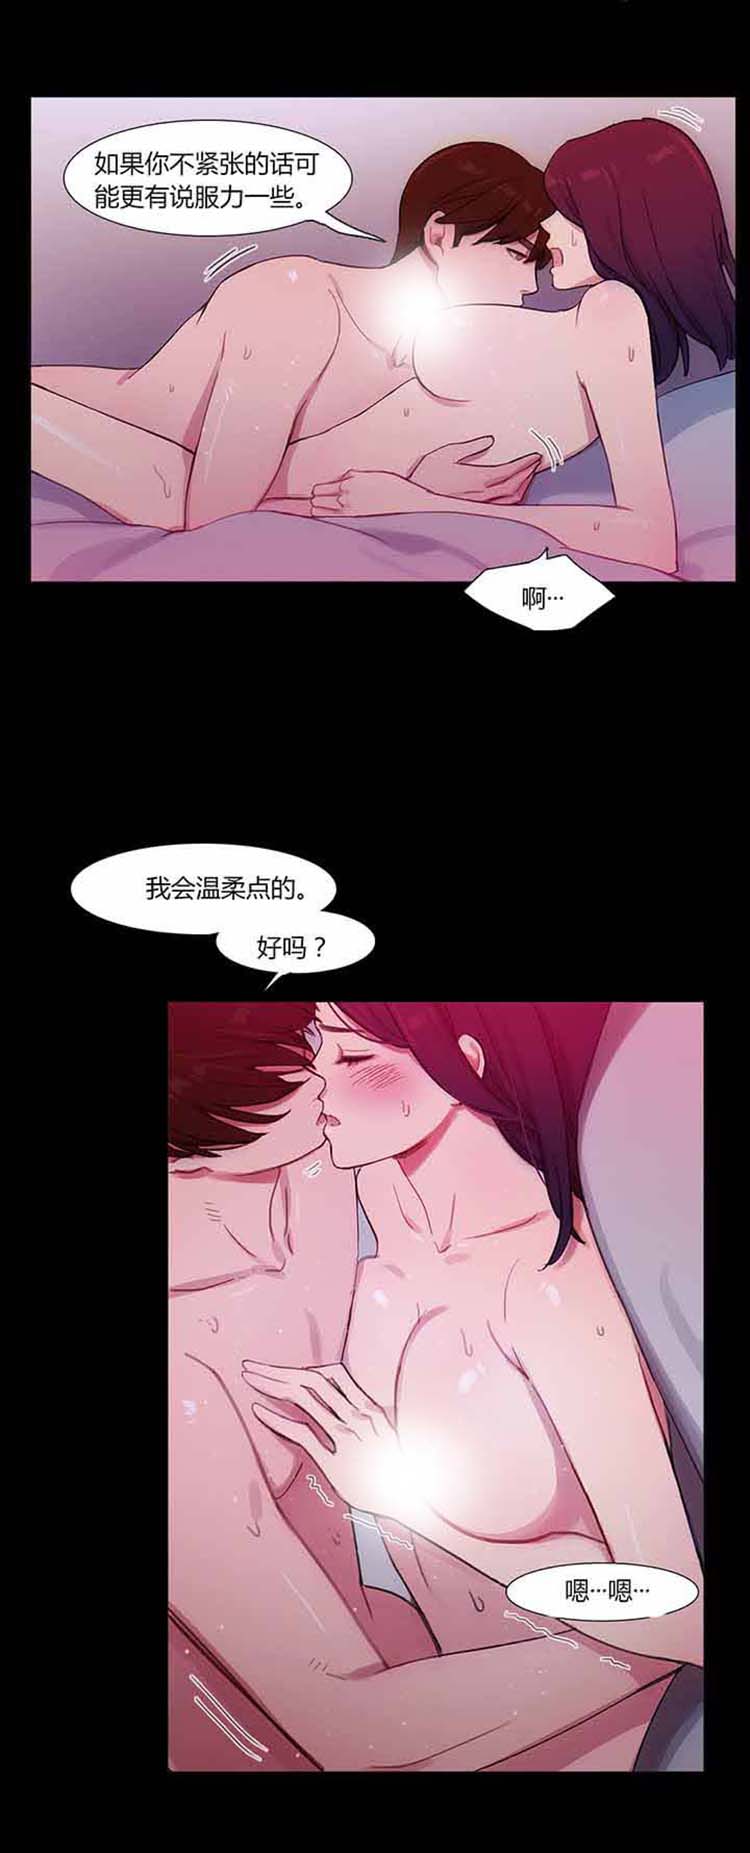 如果你不紧张的话可
能更有说服力一些。
啊…
我会温柔点的。
好吗？
嗯…嗯…